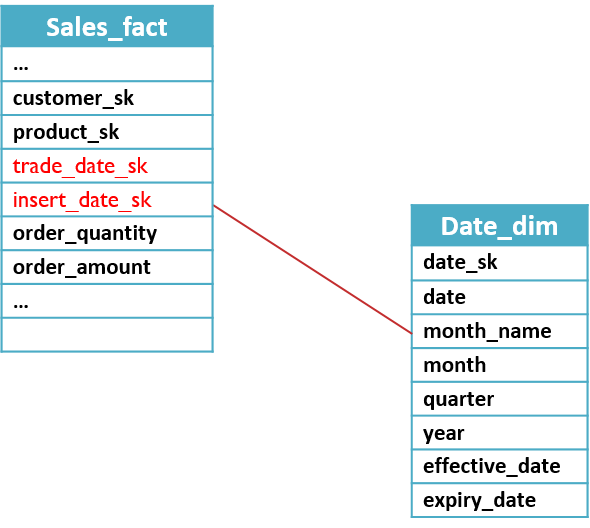 Sales_fact
...
customer_sk
product_sk
trade_date_sk
insert_date_sk
order_quantity
order_amount
...
Date_dim
date_sk
date
month_name
month
quarter
year
effective_date
expiry_date